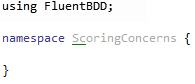 using FluentBDD;
namespace ScoringConcerns {
}